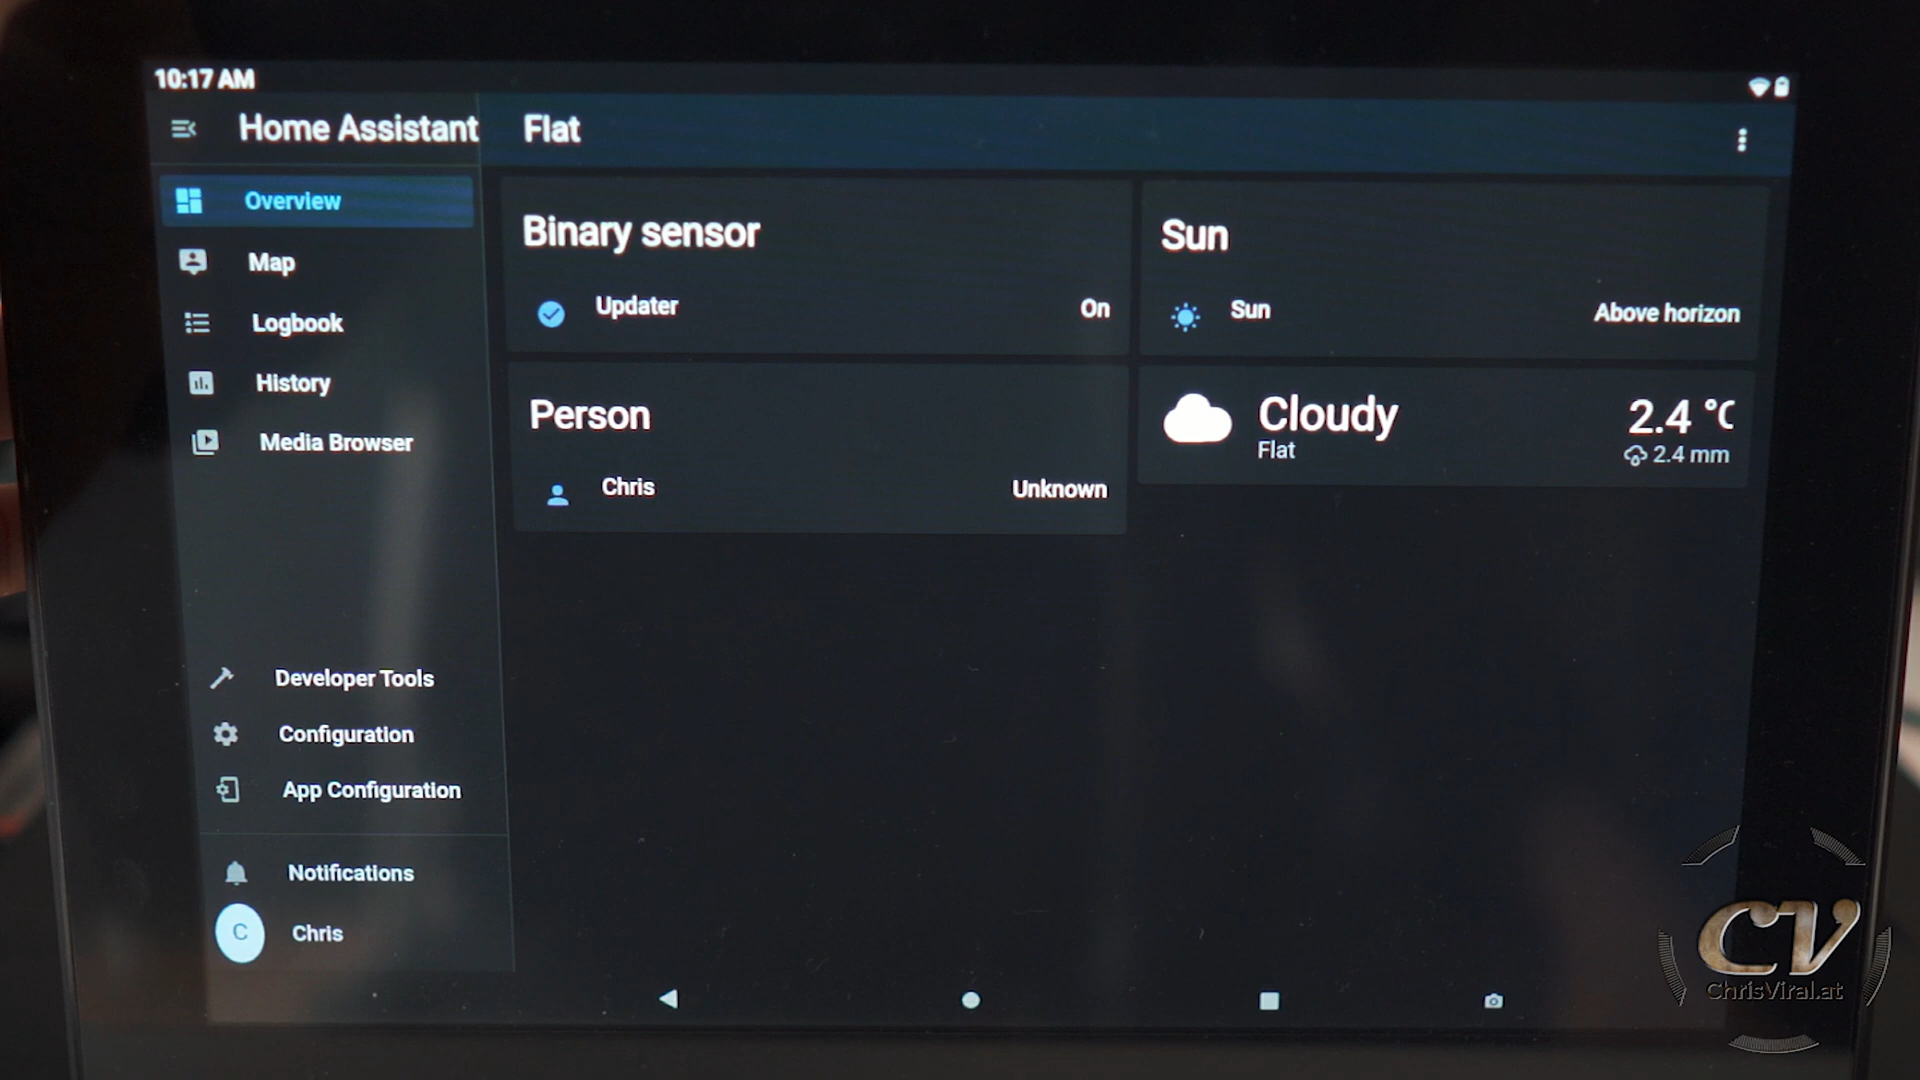 10:17 AM
Home Assistant
Flat
Overview
Map
Logbook
History
Media Browser
Developer Tools
Configuration
App Configuration
Notifications
C
Chris
Binary sensor
Updater On
Person
Chris Unknown
Sun
Sun Above horizon
Cloudy 2.4 °C
Flat 2.4 mm
CV
ChrisViral.at